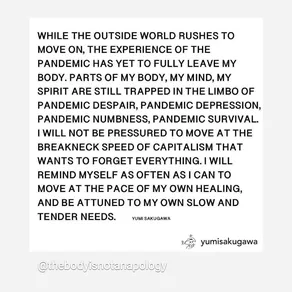 WHILE THE OUTSIDE WORLD RUSHES TO
MOVE ON, THE EXPERIENCE OF THE
PANDEMIC HAS YET TO FULLY LEAVE MY
BODY. PARTS OF MY BODY, MY MIND, MY
SPIRIT ARE STILL TRAPPED IN THE LIMBO OF
PANDEMIC DESPAIR, PANDEMIC DEPRESSION,
PANDEMIC NUMBNESS, PANDEMIC SURVIVAL.
I WILL NOT BE PRESSURED TO MOVE AT THE
BREAKNECK SPEED OF CAPITALISM THAT
WANTS TO FORGET EVERYTHING. I WILL
REMIND MYSELF AS OFTEN AS I CAN TO
MOVE AT THE PACE OF MY OWN HEALING,
AND BE ATTUNED TO MY OWN SLOW AND
TENDER NEEDS. YUMI SAKUGAWA
yumisakugawa
@thebodyisnotanapology